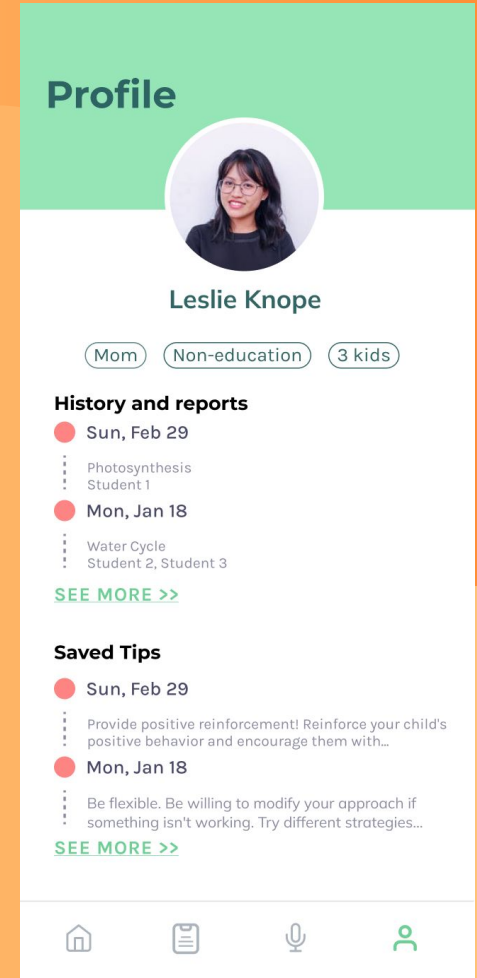 Profile
Leslie Knope
Mom Non-education 3 kids
History and reports
Sun, Feb 29
Photosynthesis
Student 1
Mon, Jan 18
Water Cycle
Student 2, Student 3
SEE MORE >>
Saved Tips
Sun, Feb 29
Provide positive reinforcement! Reinforce your child's
positive behavior and encourage them with...
Mon, Jan 18
Be flexible. Be willing to modify your approach if
something isn't working. Try different strategies...
SEE MORE >>